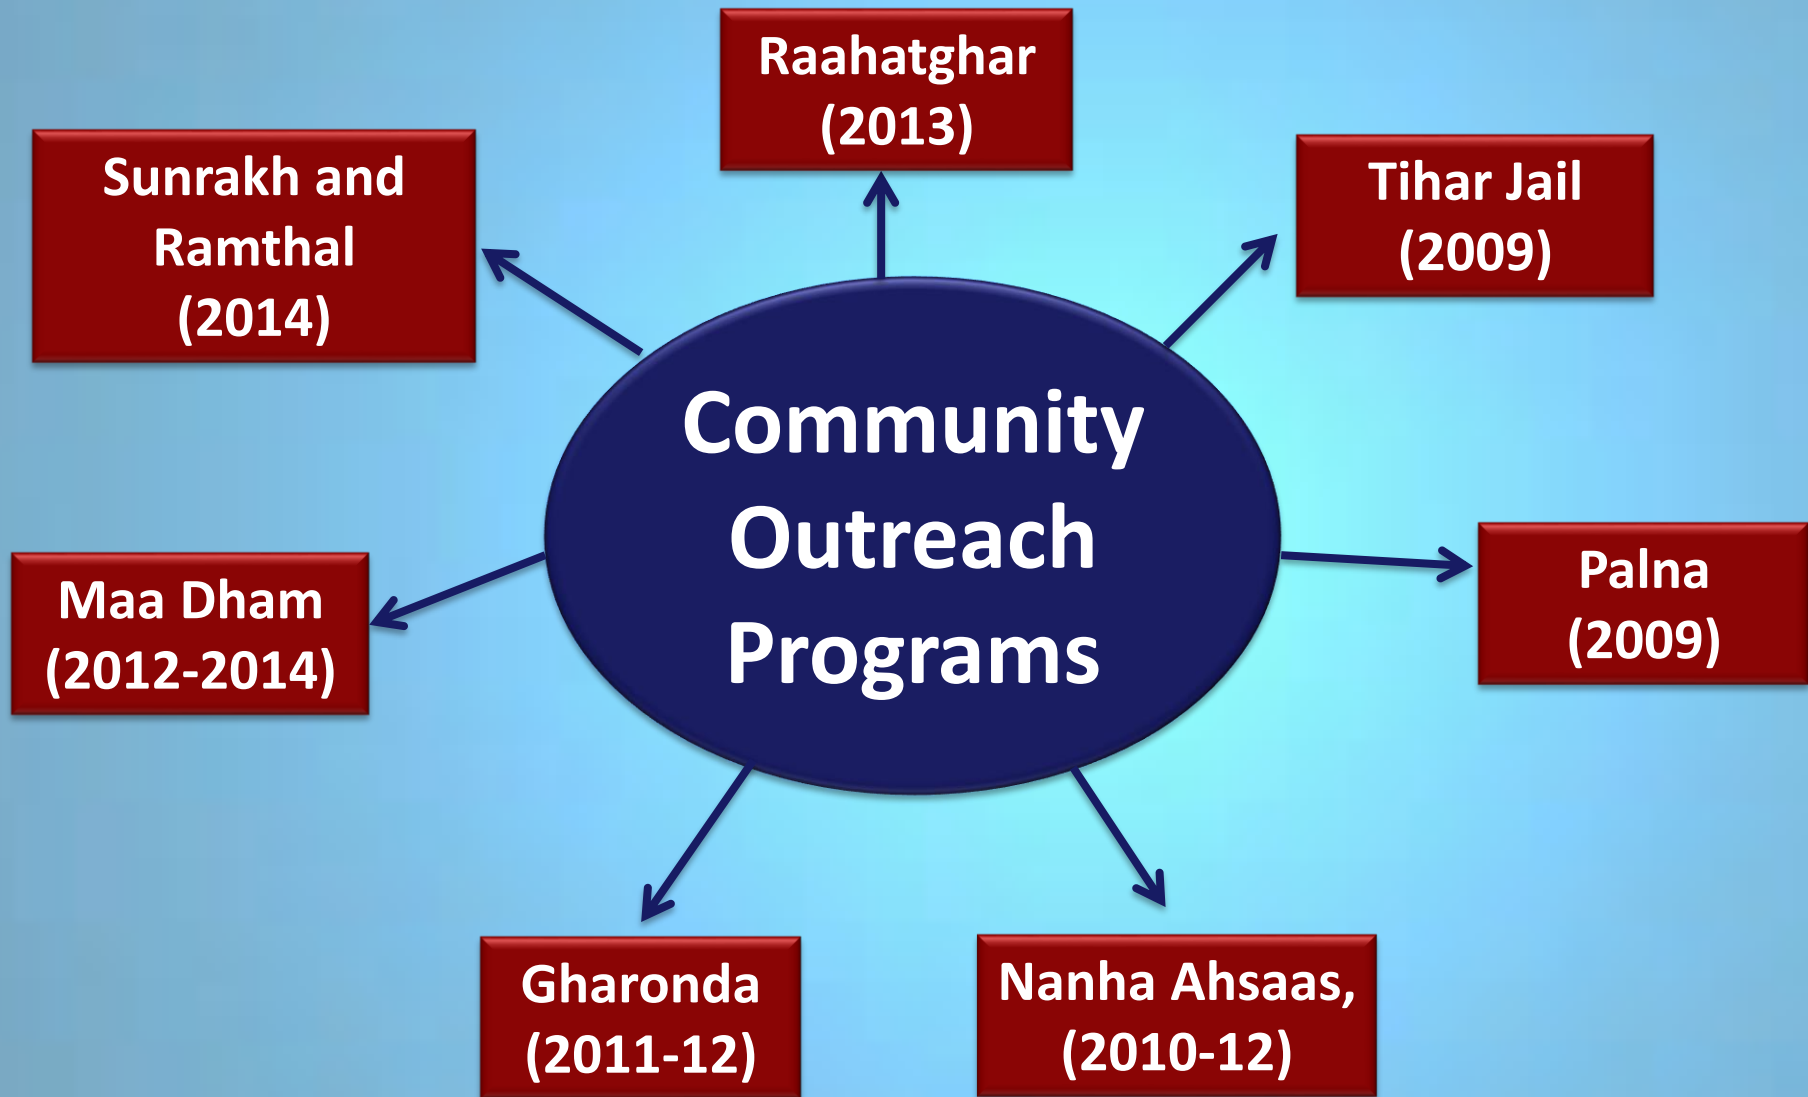 Raahatghar
(2013)
Sunrakh and
Ramthal
(2014)
Tihar Jail
(2009)
Community
Outreach
Programs
Maa Dham
(2012-2014)
Palna
(2009)
Gharonda
(2011-12)
Nanha Ahsaas,
(2010-12)